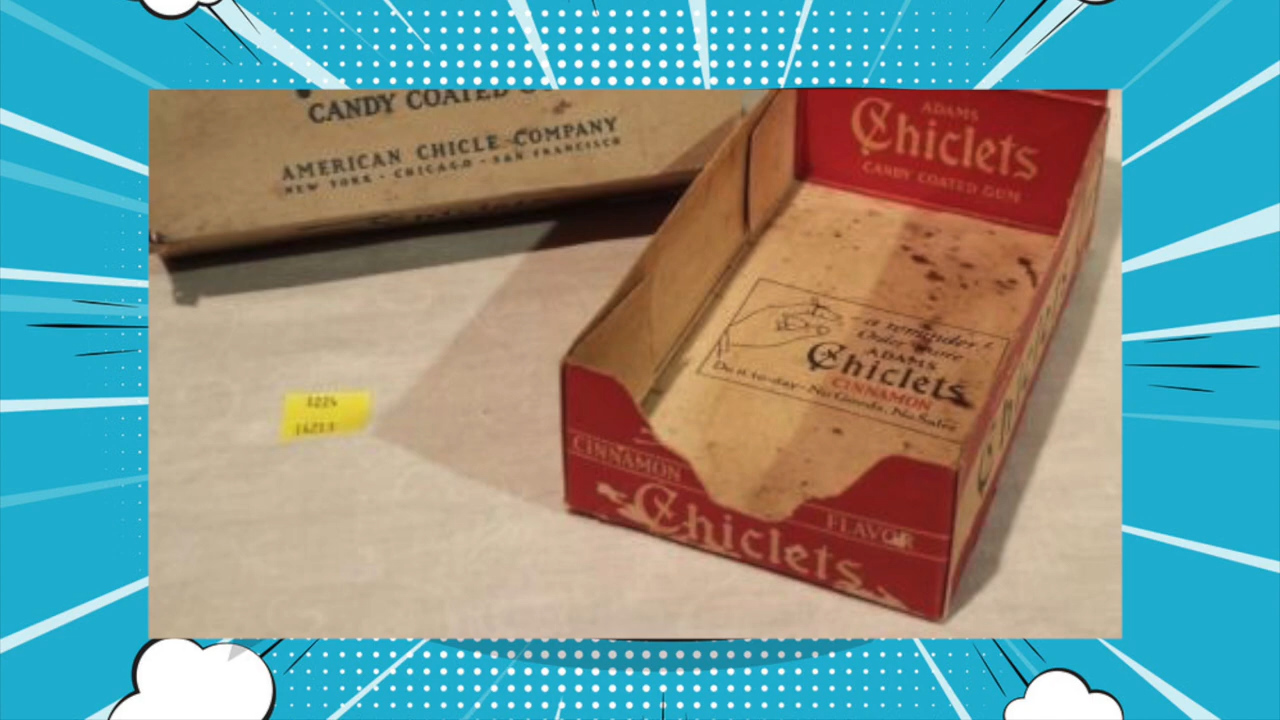 CANDY COATED
AMERICAN CHICLE COMPANY
NEW YORK - CHICAGO - SAN FRANCISCO
ADAMS
Chiclets
CANDY COATED GUM
a reminder!
Order more
ADAMS
Chiclets
CINNAMON
Do it to-day - No Goods, No Sales
CINNAMON
FLAVOR
Chiclets